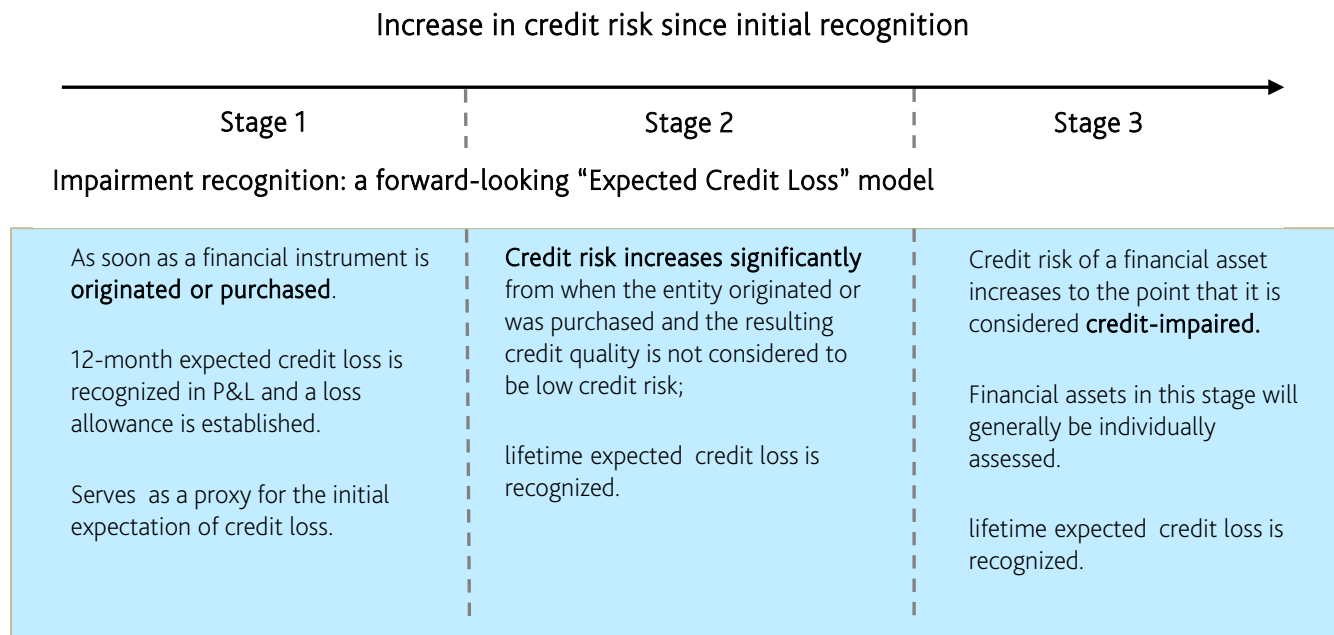 Increase in credit risk since initial recognition
Stage 1
Stage 2
Stage 3
Impairment recognition: a forward-looking “Expected Credit Loss” model
As soon as a financial instrument is
originated or purchased.
12-month expected credit loss is
recognized in P&L and a loss
allowance is established.
Serves as a proxy for the initial
expectation of credit loss.
Credit risk increases significantly
from when the entity originated or
was purchased and the resulting
credit quality is not considered to
be low credit risk;
lifetime expected credit loss is
recognized.
Credit risk of a financial asset
increases to the point that it is
considered credit-impaired.
Financial assets in this stage will
generally be individually
assessed.
lifetime expected credit loss is
recognized.